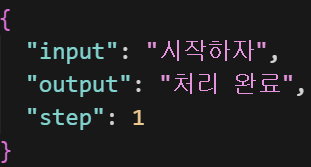 {
  "input": "시작하자",
  "output": "처리 완료",
  "step": 1
}